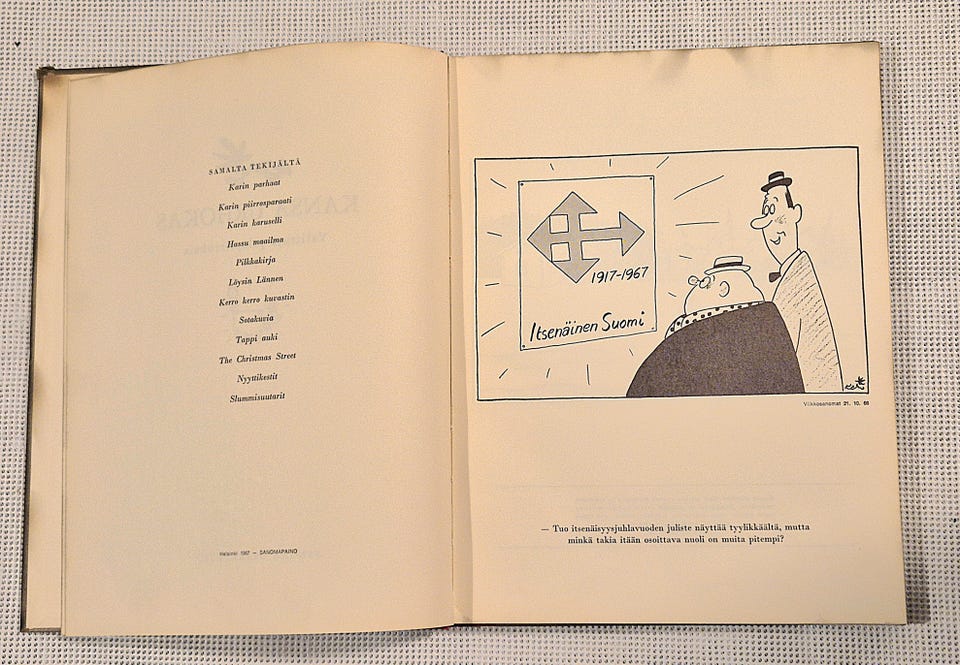 SAMALTA TEKIJÄLTÄ
Karin parhaat
Karin piirrosparaati
Karin karuselli
Hassu maailma
Pilkkakirja
Löysin Lännen
Kerro kerro kuvastin
Sotakuvia
Tappi auki
The Christmas Street
Nyyttikestit
Slummisuutarit
Helsinki 1967 — SANOMAPAINO
1917-1967
Itsenäinen Suomi
Kari
Viikkosanomat 21. 10. 66
— Tuo itsenäisyysjuhlavuoden juliste näyttää tyylikkäältä, mutta
minkä takia itään osoittava nuoli on muita pitempi?